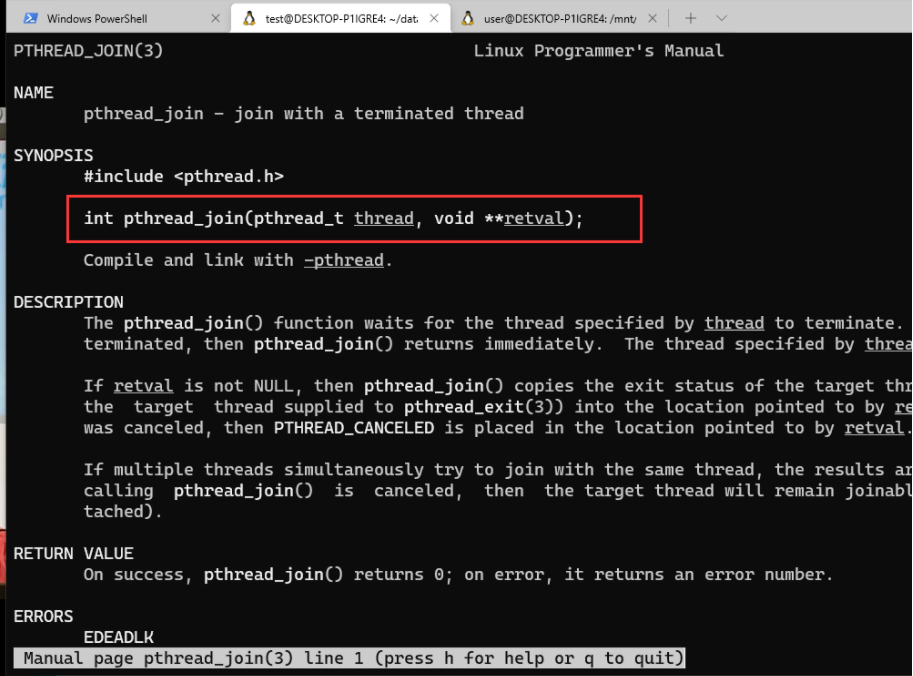 Windows PowerShell
test@DESKTOP-P1IGRE4: ~/data
user@DESKTOP-P1IGRE4: /mnt/
PTHREAD_JOIN(3) Linux Programmer's Manual
NAME
pthread_join - join with a terminated thread
SYNOPSIS
#include <pthread.h>
int pthread_join(pthread_t thread, void **retval);
Compile and link with -pthread.
DESCRIPTION
The pthread_join() function waits for the thread specified by thread to terminate.
terminated, then pthread_join() returns immediately. The thread specified by threa
If retval is not NULL, then pthread_join() copies the exit status of the target thr
the target thread supplied to pthread_exit(3)) into the location pointed to by re
was canceled, then PTHREAD_CANCELED is placed in the location pointed to by retval.
If multiple threads simultaneously try to join with the same thread, the results ar
calling pthread_join() is canceled, then the target thread will remain joinabl
tached).
RETURN VALUE
On success, pthread_join() returns 0; on error, it returns an error number.
ERRORS
EDEADLK
Manual page pthread_join(3) line 1 (press h for help or q to quit)